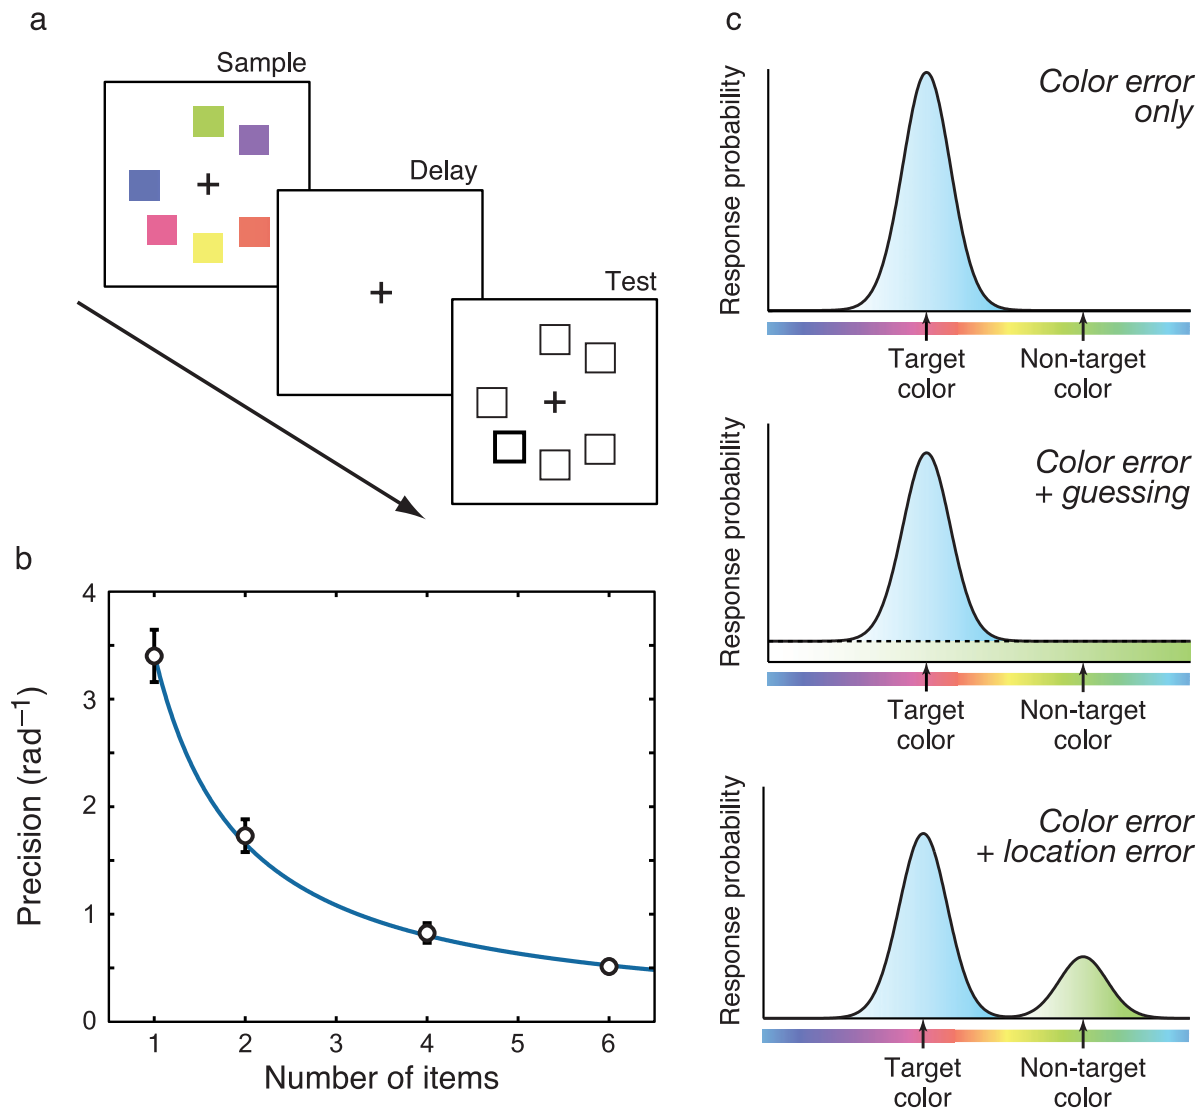 a
Sample
Delay
Test
b
4
3
2
1
0
Precision (rad⁻¹)
1 2 3 4 5 6
Number of items
c
Response probability
Color error
only
Target
color
Non-target
color
Response probability
Color error
+ guessing
Target
color
Non-target
color
Response probability
Color error
+ location error
Target
color
Non-target
color